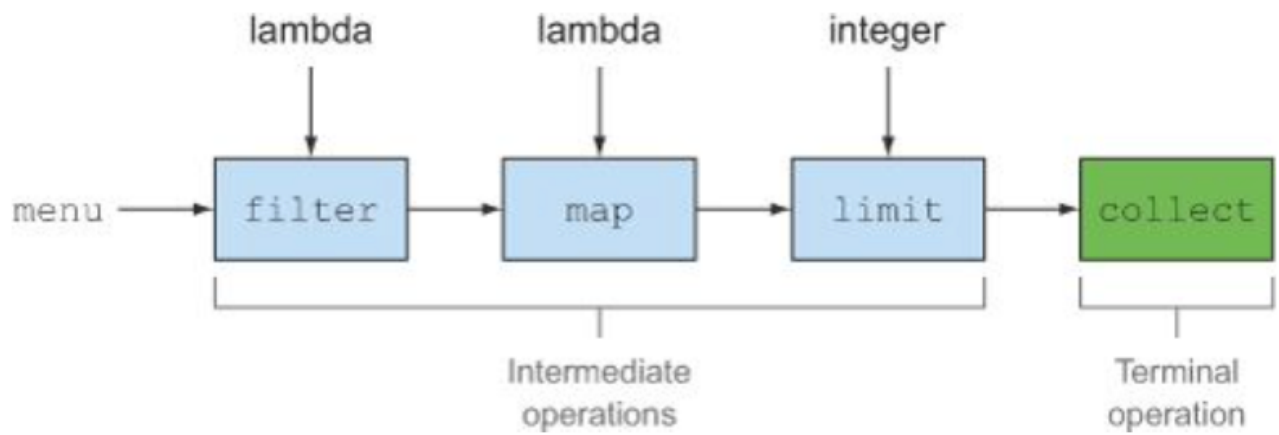 lambda lambda integer
menu filter map limit collect
Intermediate Terminal
operations operation